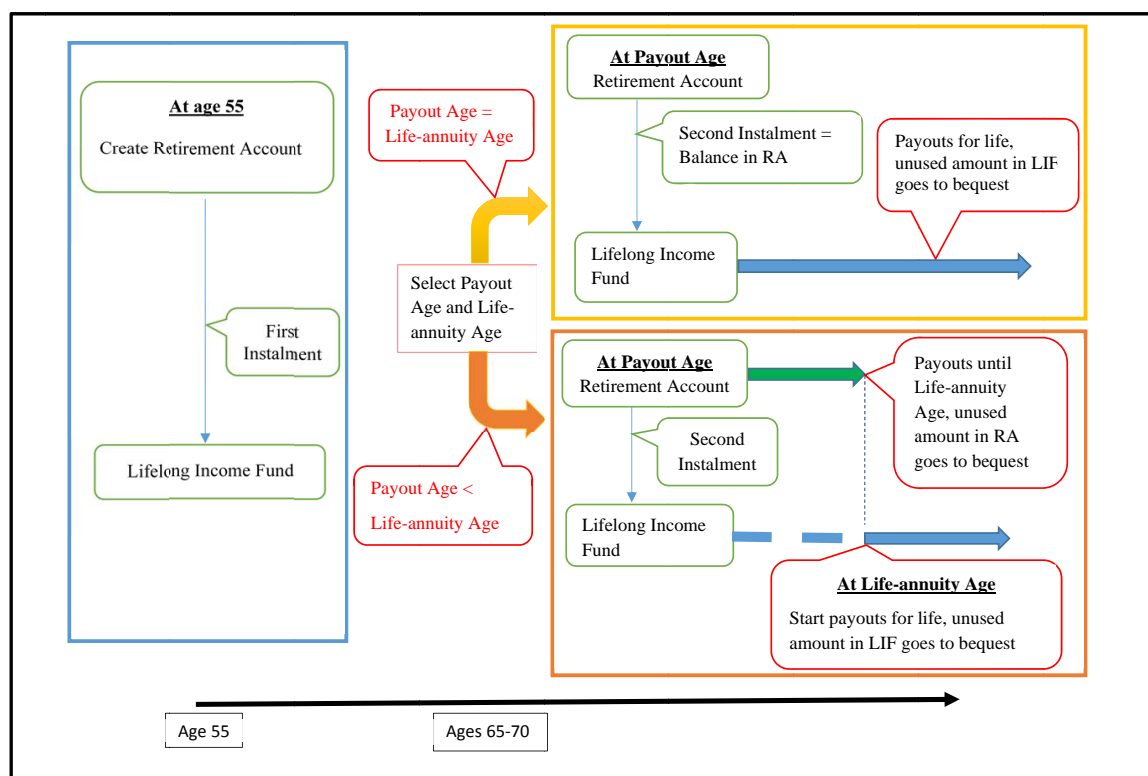 At age 55
Create Retirement Account
First
Instalment
Lifelong Income Fund
Payout Age =
Life-annuity Age
Select Payout
Age and Life-
annuity Age
Payout Age <
Life-annuity Age
At Payout Age
Retirement Account
Second Instalment =
Balance in RA
Lifelong Income
Fund
Payouts for life,
unused amount in LIF
goes to bequest
At Payout Age
Retirement Account
Second
Instalment
Lifelong Income
Fund
Payouts until
Life-annuity
Age, unused
amount in RA
goes to bequest
At Life-annuity Age
Start payouts for life, unused
amount in LIF goes to bequest
Age 55
Ages 65-70